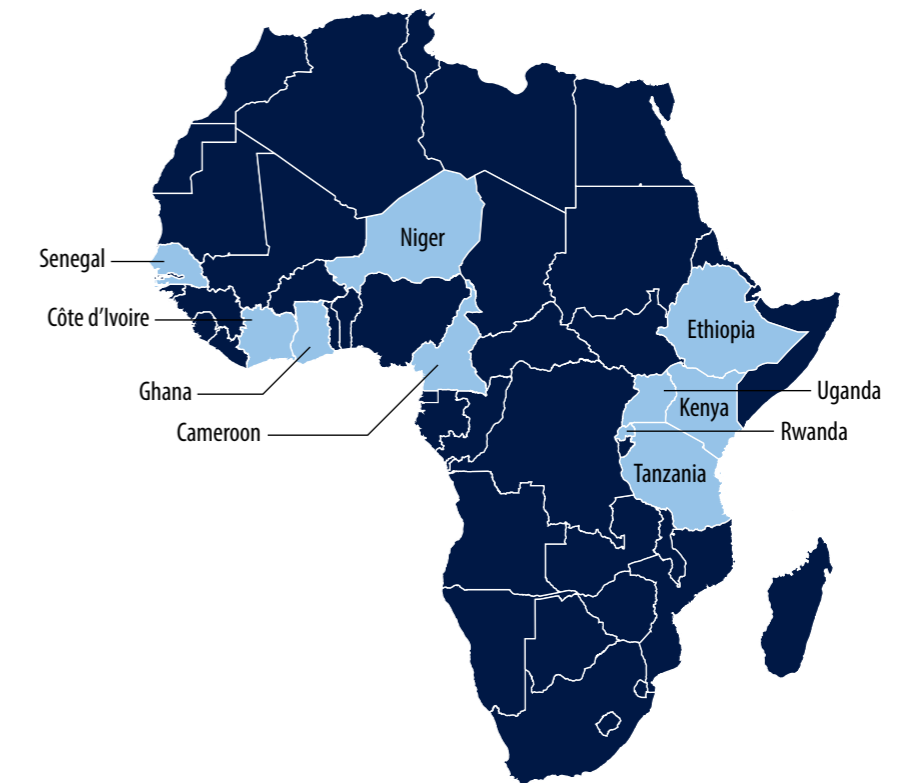 Niger
Senegal
Côte d’Ivoire
Ethiopia
Ghana
Uganda
Kenya
Cameroon
Rwanda
Tanzania